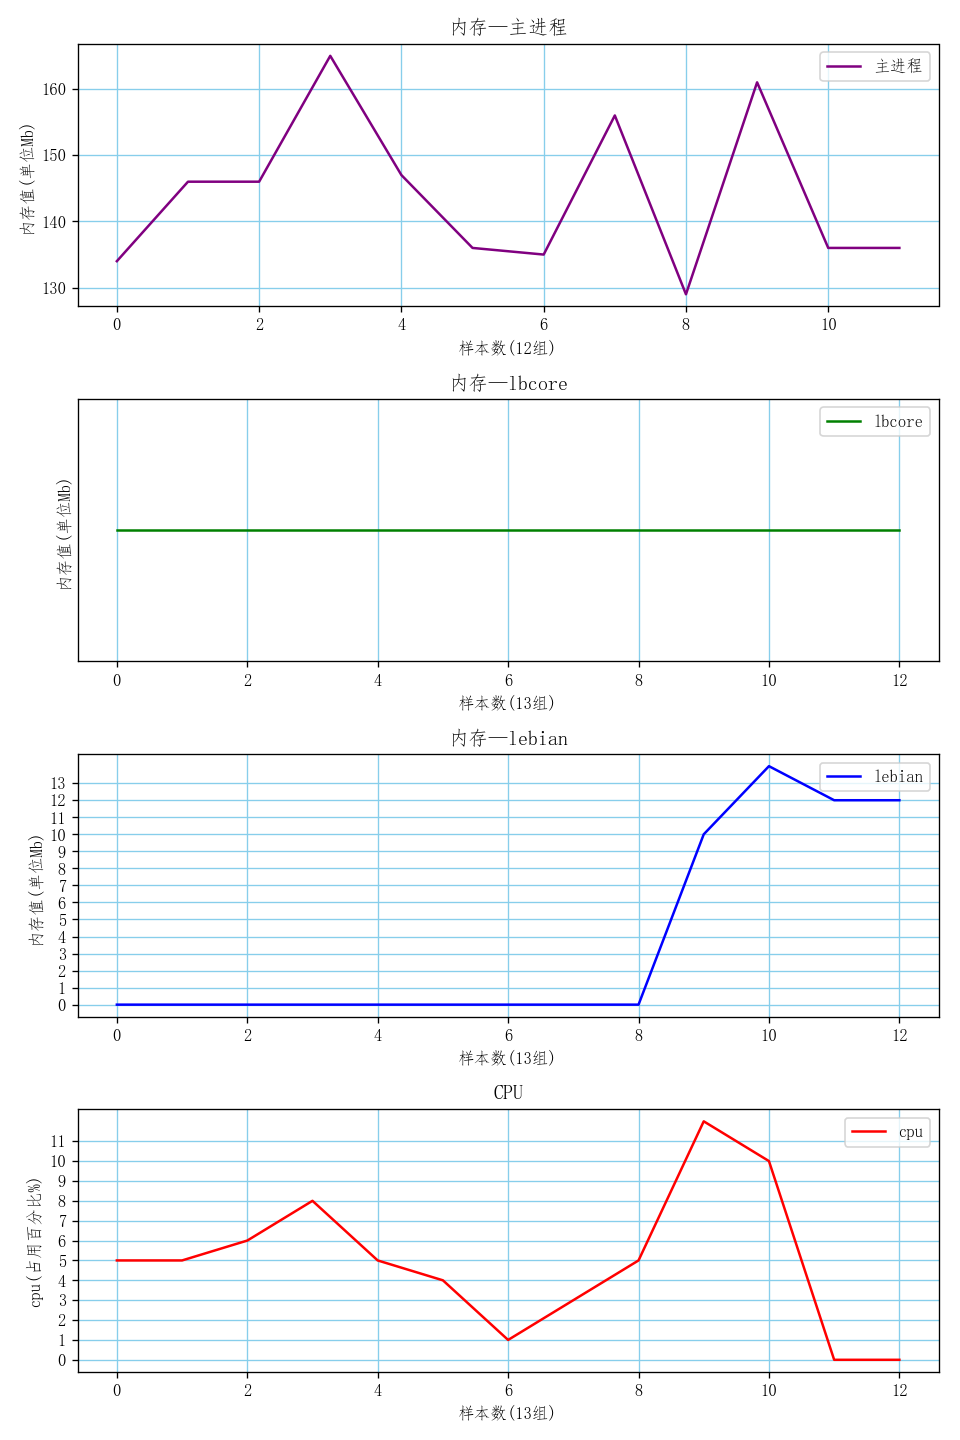 内存—主进程
主进程
内存值(单位Mb)
160
150
140
130
0 2 4 6 8 10
样本数(12组)
内存—lbcore
lbcore
内存值(单位Mb)
0 2 4 6 8 10 12
样本数(13组)
内存—lebian
lebian
内存值(单位Mb)
13
12
11
10
9
8
7
6
5
4
3
2
1
0
0 2 4 6 8 10 12
样本数(13组)
CPU
cpu
cpu(占用百分比%)
11
10
9
8
7
6
5
4
3
2
1
0
0 2 4 6 8 10 12
样本数(13组)